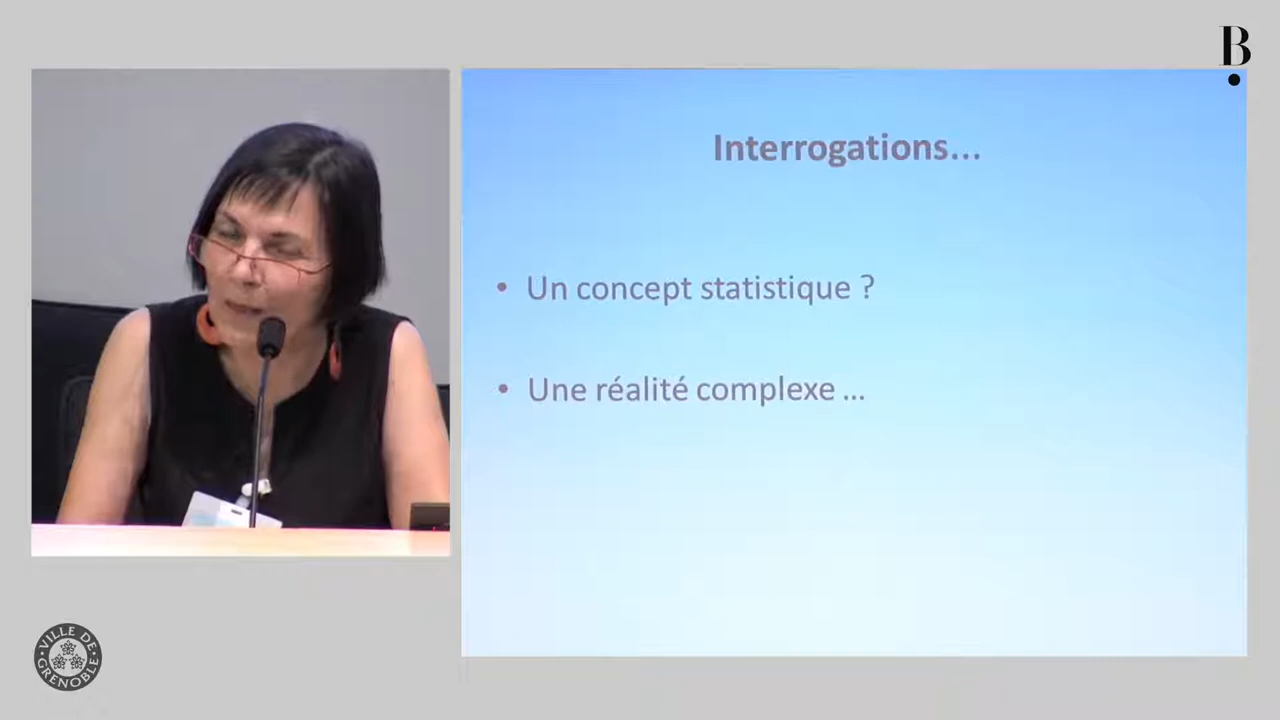 B
Interrogations...
• Un concept statistique ?
• Une réalité complexe ...
VILLE DE GRENOBLE